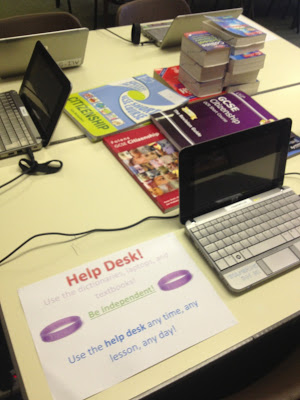 CITIZENSHIP
GCSE Citizenship
GCSE
Citizenship
Help Desk!
Use the dictionaries, laptops, and
textbooks!
Be independent!
Use the help desk any time, any
lesson, any day!